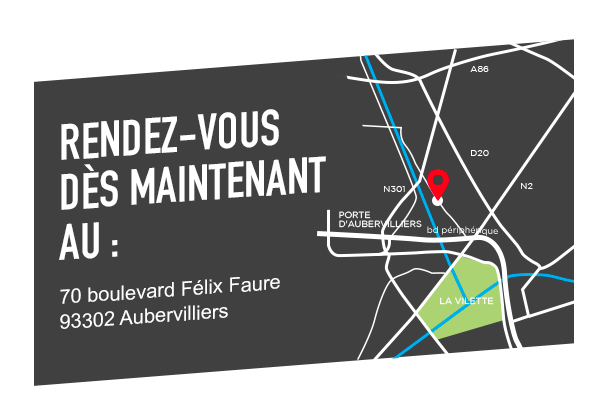 RENDEZ-VOUS
DÈS MAINTENANT
AU :
70 boulevard Félix Faure
93302 Aubervilliers
A86
D20
N301
N2
PORTE
D'AUBERVILLIERS
bd périphérique
LA VILETTE